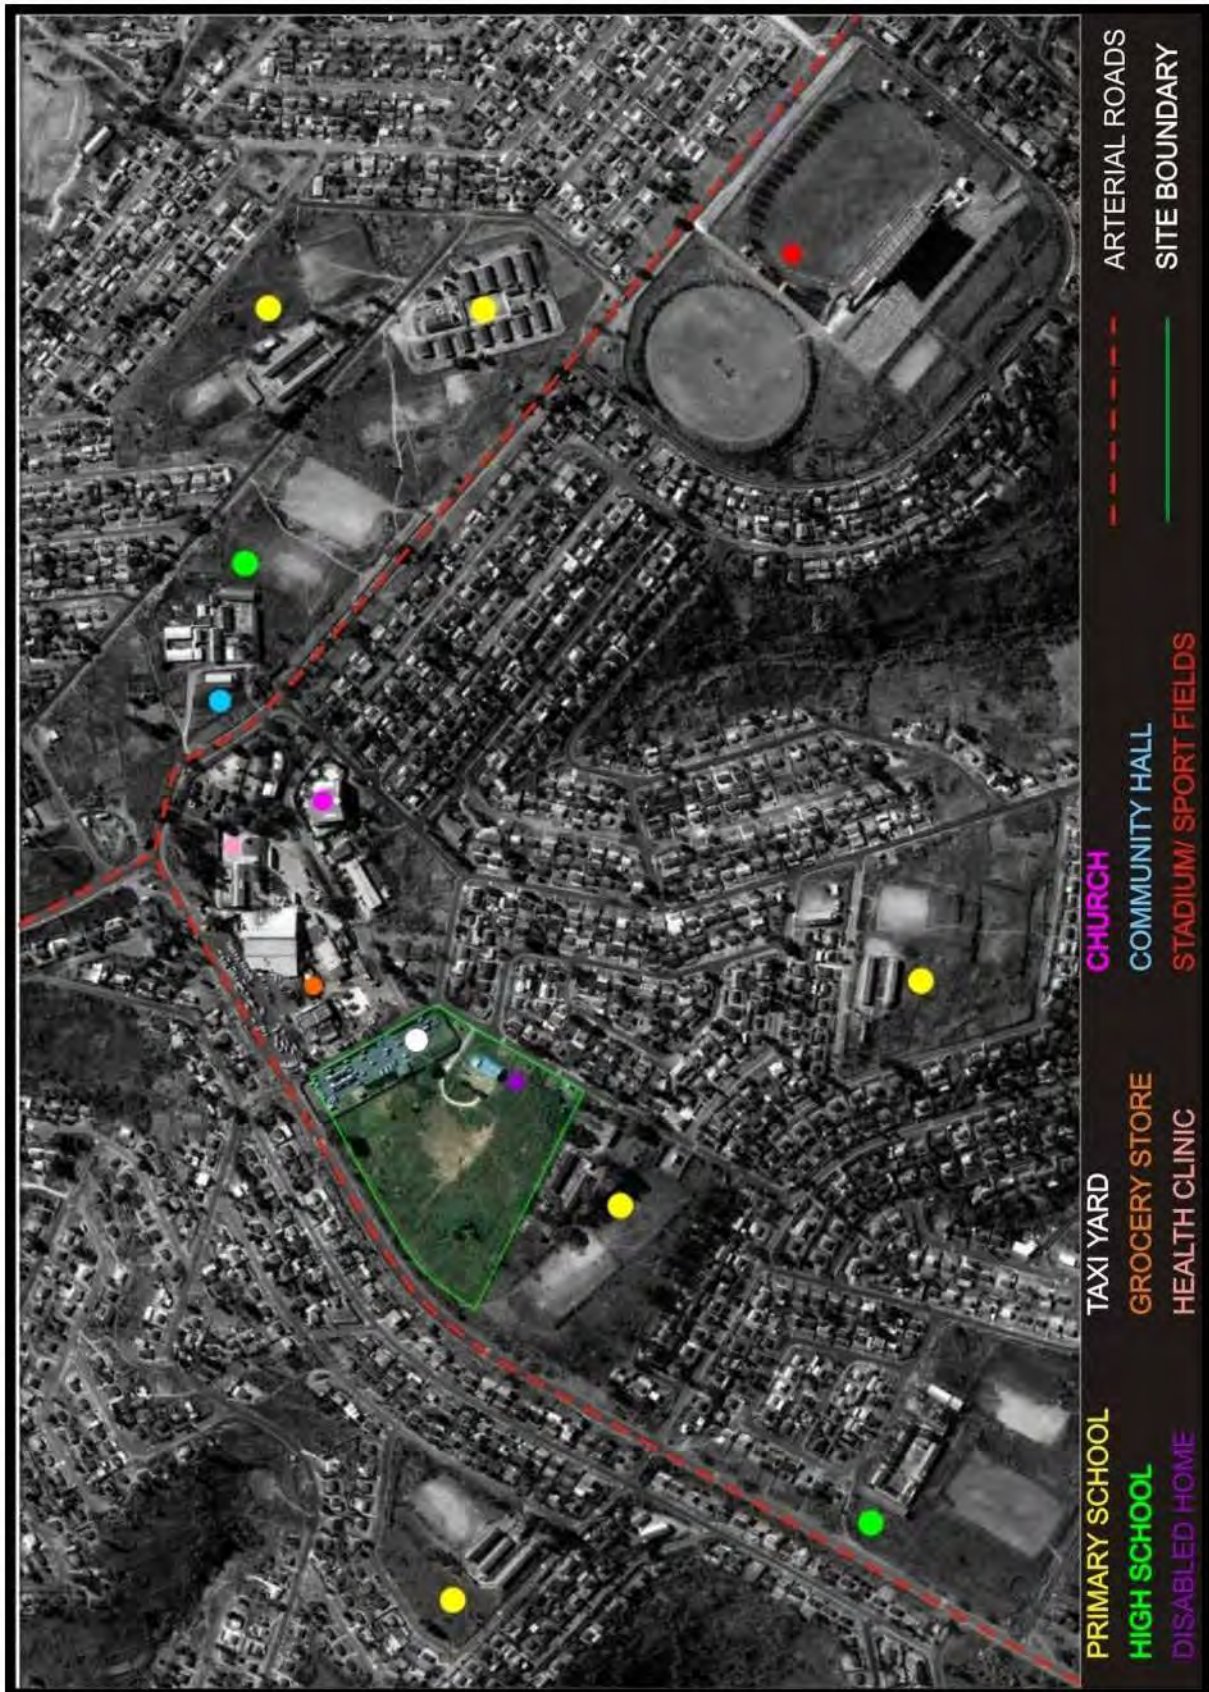 PRIMARY SCHOOL
HIGH SCHOOL
DISABLED HOME
TAXI YARD
GROCERY STORE
HEALTH CLINIC
CHURCH
COMMUNITY HALL
STADIUM/ SPORT FIELDS
ARTERIAL ROADS
SITE BOUNDARY